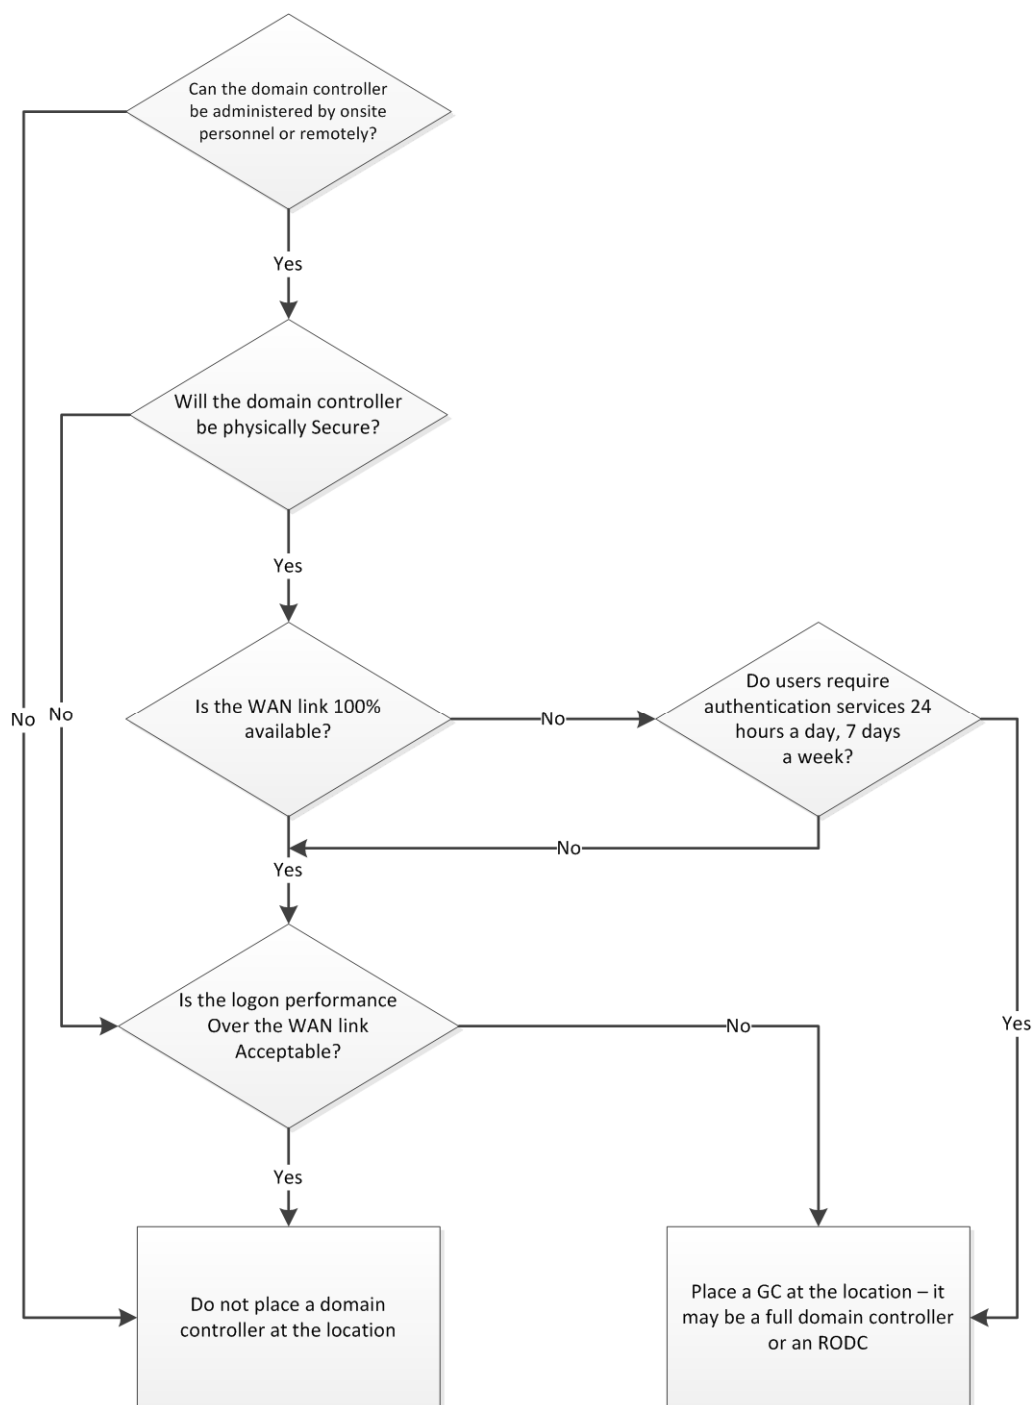 Can the domain controller
be administered by onsite
personnel or remotely?
Yes
Will the domain controller
be physically Secure?
Yes
No
No
Is the WAN link 100%
available?
No
Do users require
authentication services 24
hours a day, 7 days
a week?
No
Yes
Is the logon performance
Over the WAN link
Acceptable?
No
Yes
Yes
Do not place a domain
controller at the location
Place a GC at the location – it
may be a full domain controller
or an RODC